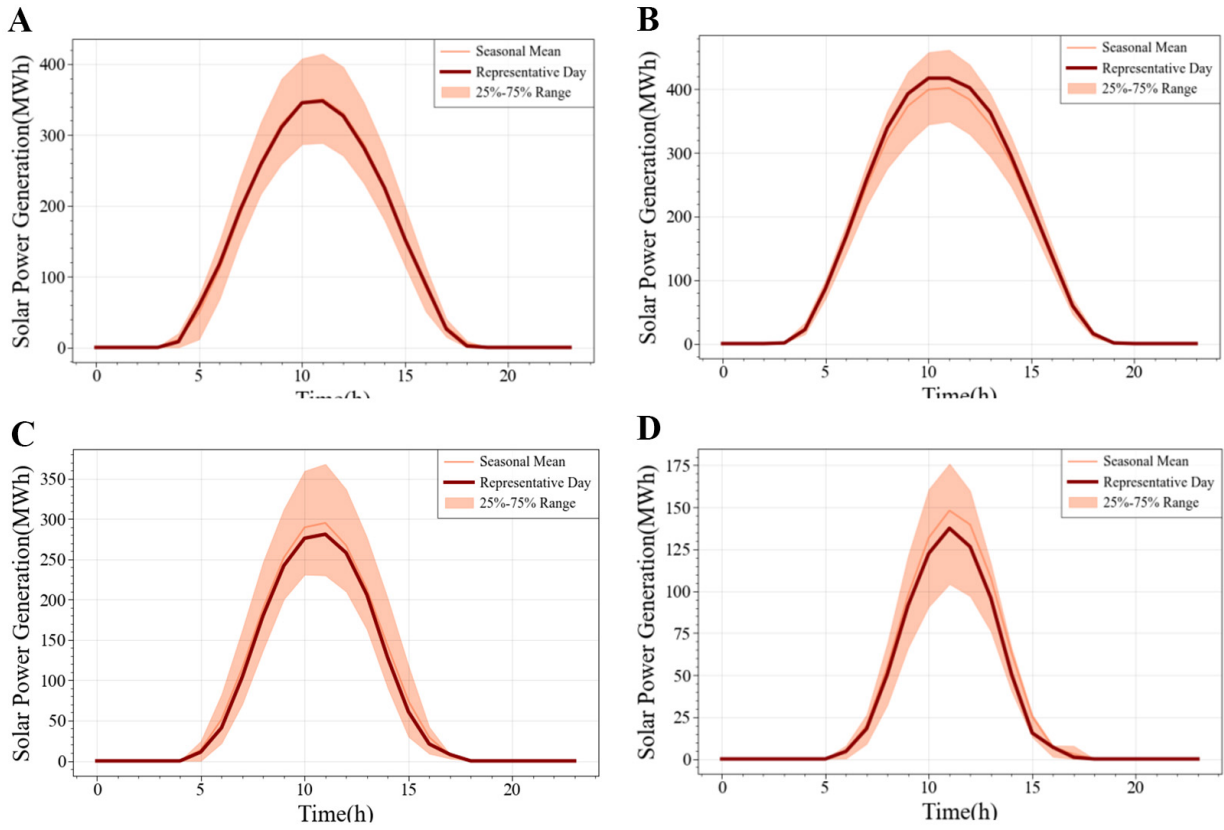 A
Solar Power Generation(MWh)
400
300
200
100
0
0 5 10 15 20
Time(h)
Seasonal Mean
Representative Day
25%-75% Range
B
Solar Power Generation(MWh)
400
300
200
100
0
0 5 10 15 20
Time(h)
Seasonal Mean
Representative Day
25%-75% Range
C
Solar Power Generation(MWh)
350
300
250
200
150
100
50
0
0 5 10 15 20
Time(h)
Seasonal Mean
Representative Day
25%-75% Range
D
Solar Power Generation(MWh)
175
150
125
100
75
50
25
0
0 5 10 15 20
Time(h)
Seasonal Mean
Representative Day
25%-75% Range